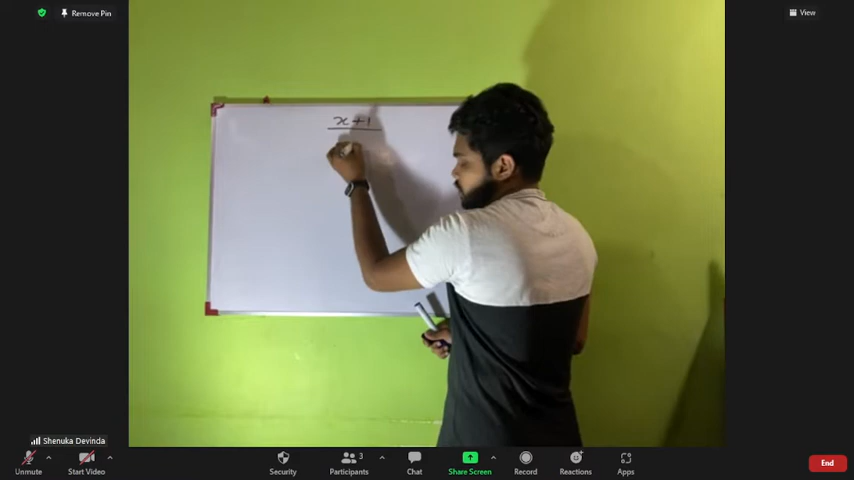 Remove Pin
View
x+1
Shenuka Devinda
Unmute
Start Video
Security
Participants
3
Chat
Share Screen
Record
Reactions
Apps
End